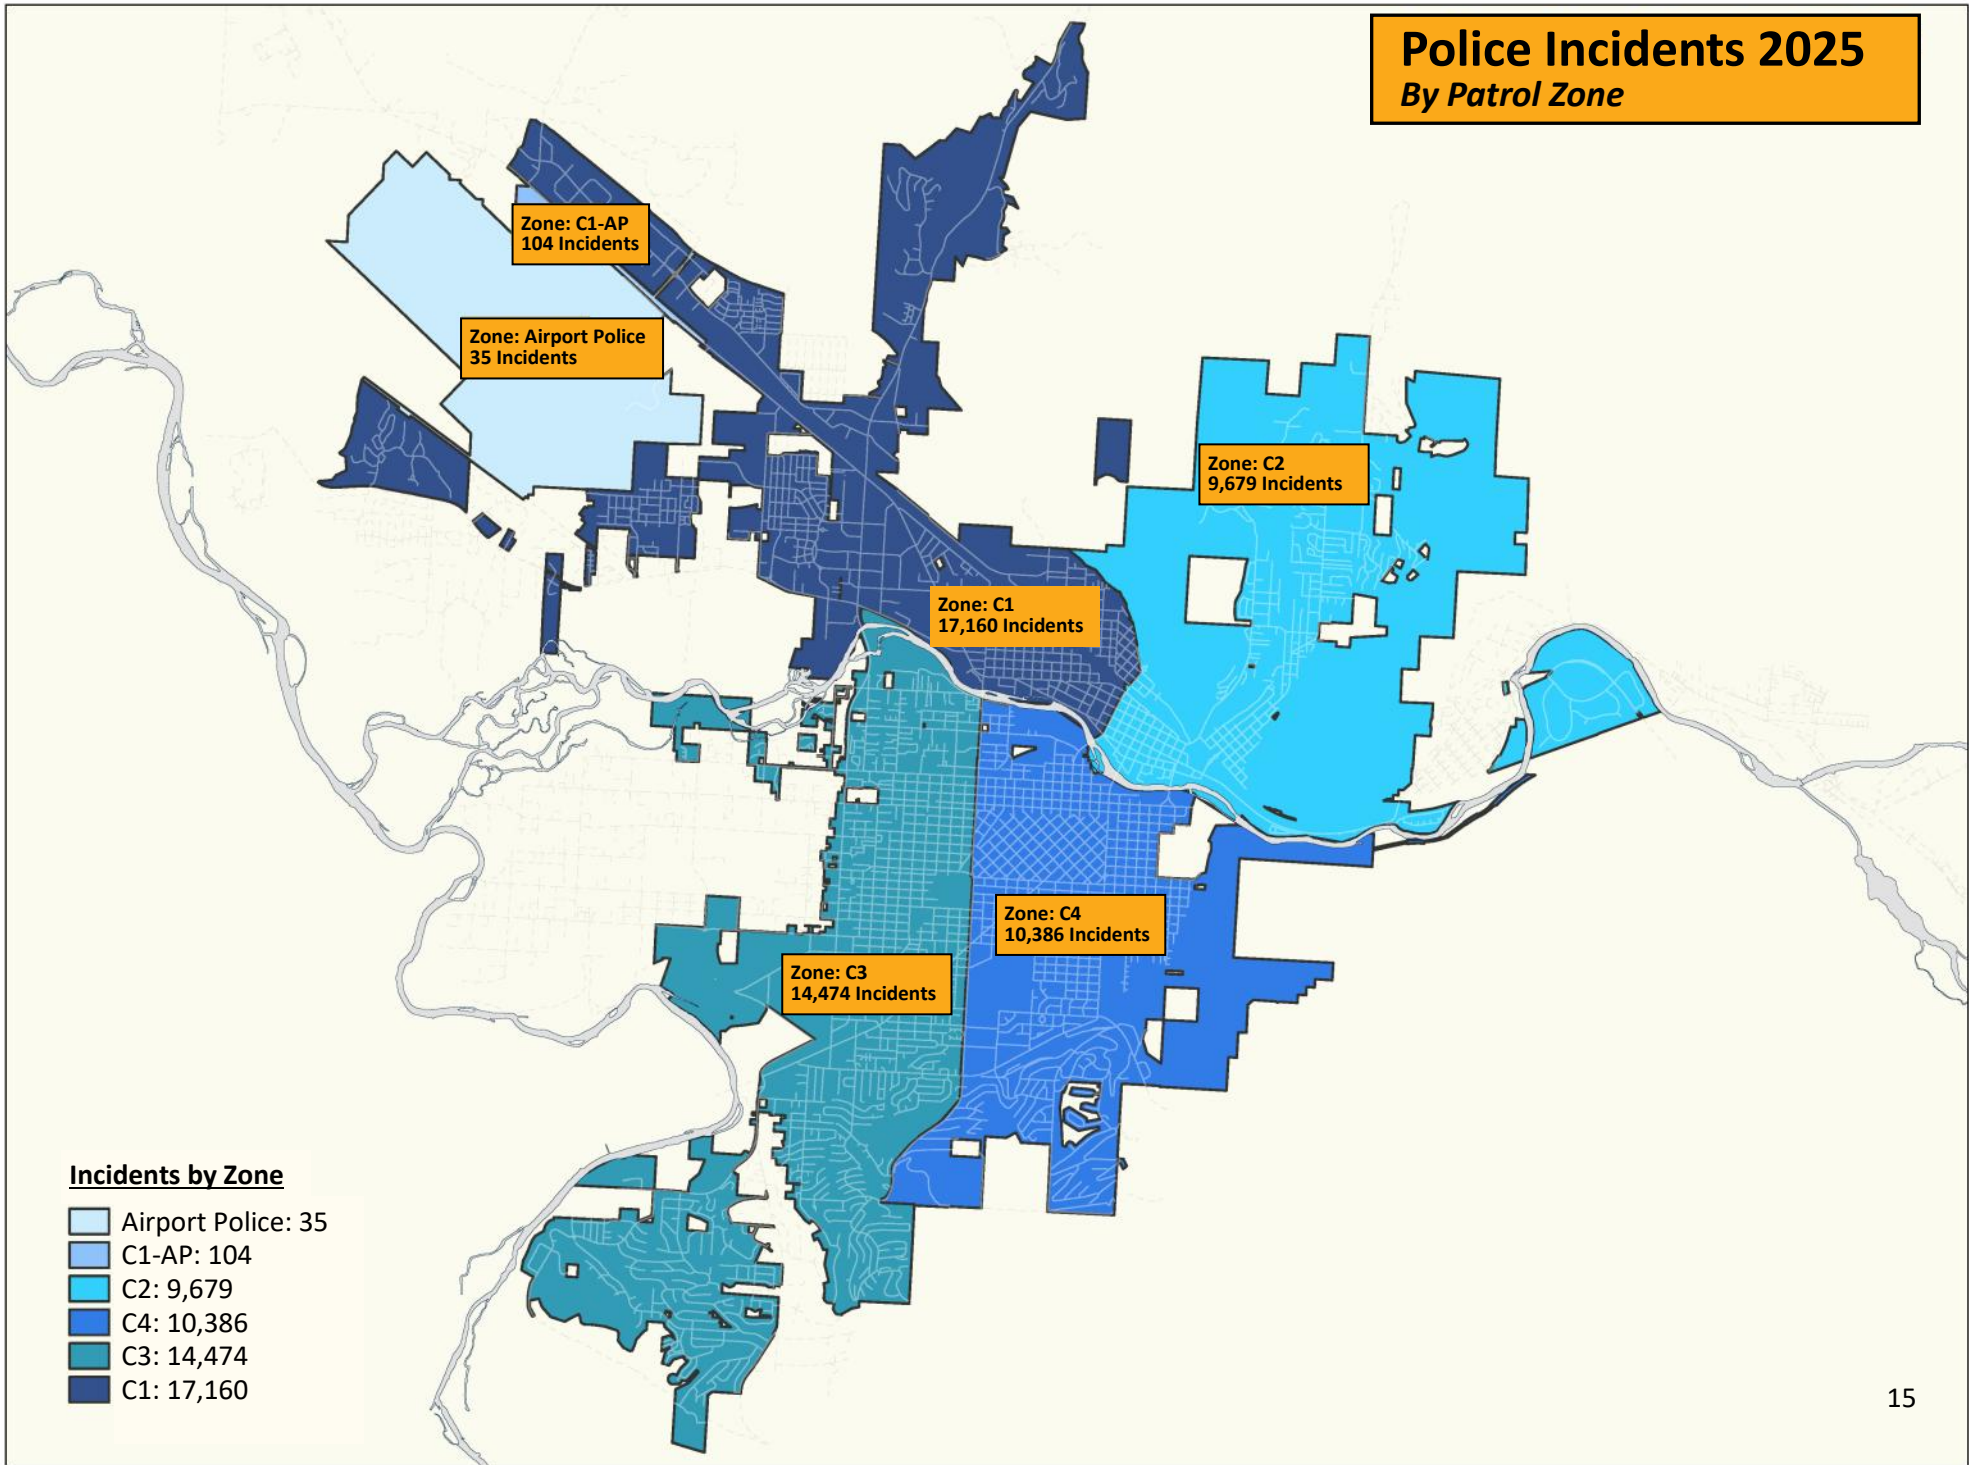 Police Incidents 2025
By Patrol Zone
Zone: C1-AP
104 Incidents
Zone: Airport Police
35 Incidents
Zone: C2
9,679 Incidents
Zone: C1
17,160 Incidents
Zone: C4
10,386 Incidents
Zone: C3
14,474 Incidents
Incidents by Zone
Airport Police: 35
C1-AP: 104
C2: 9,679
C4: 10,386
C3: 14,474
C1: 17,160
15